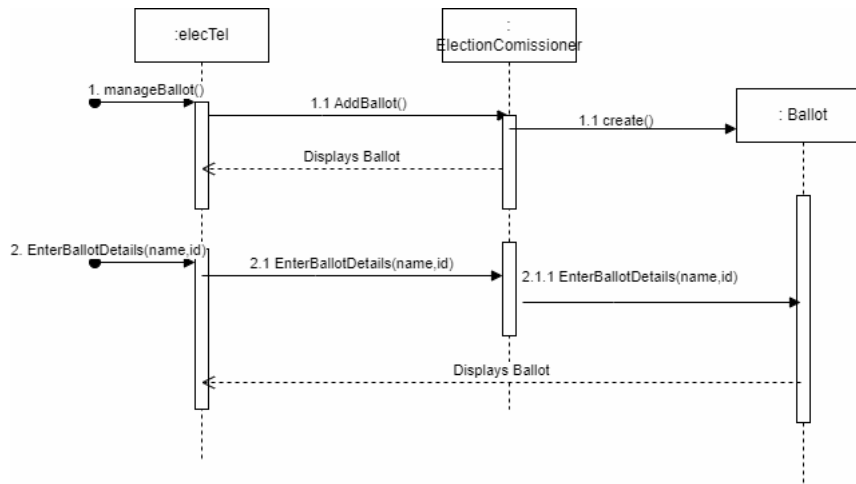 :elecTel
:
ElectionComissioner
1. manageBallot()
1.1 AddBallot()
1.1 create()
: Ballot
Displays Ballot
2. EnterBallotDetails(name,id)
2.1 EnterBallotDetails(name,id)
2.1.1 EnterBallotDetails(name,id)
Displays Ballot